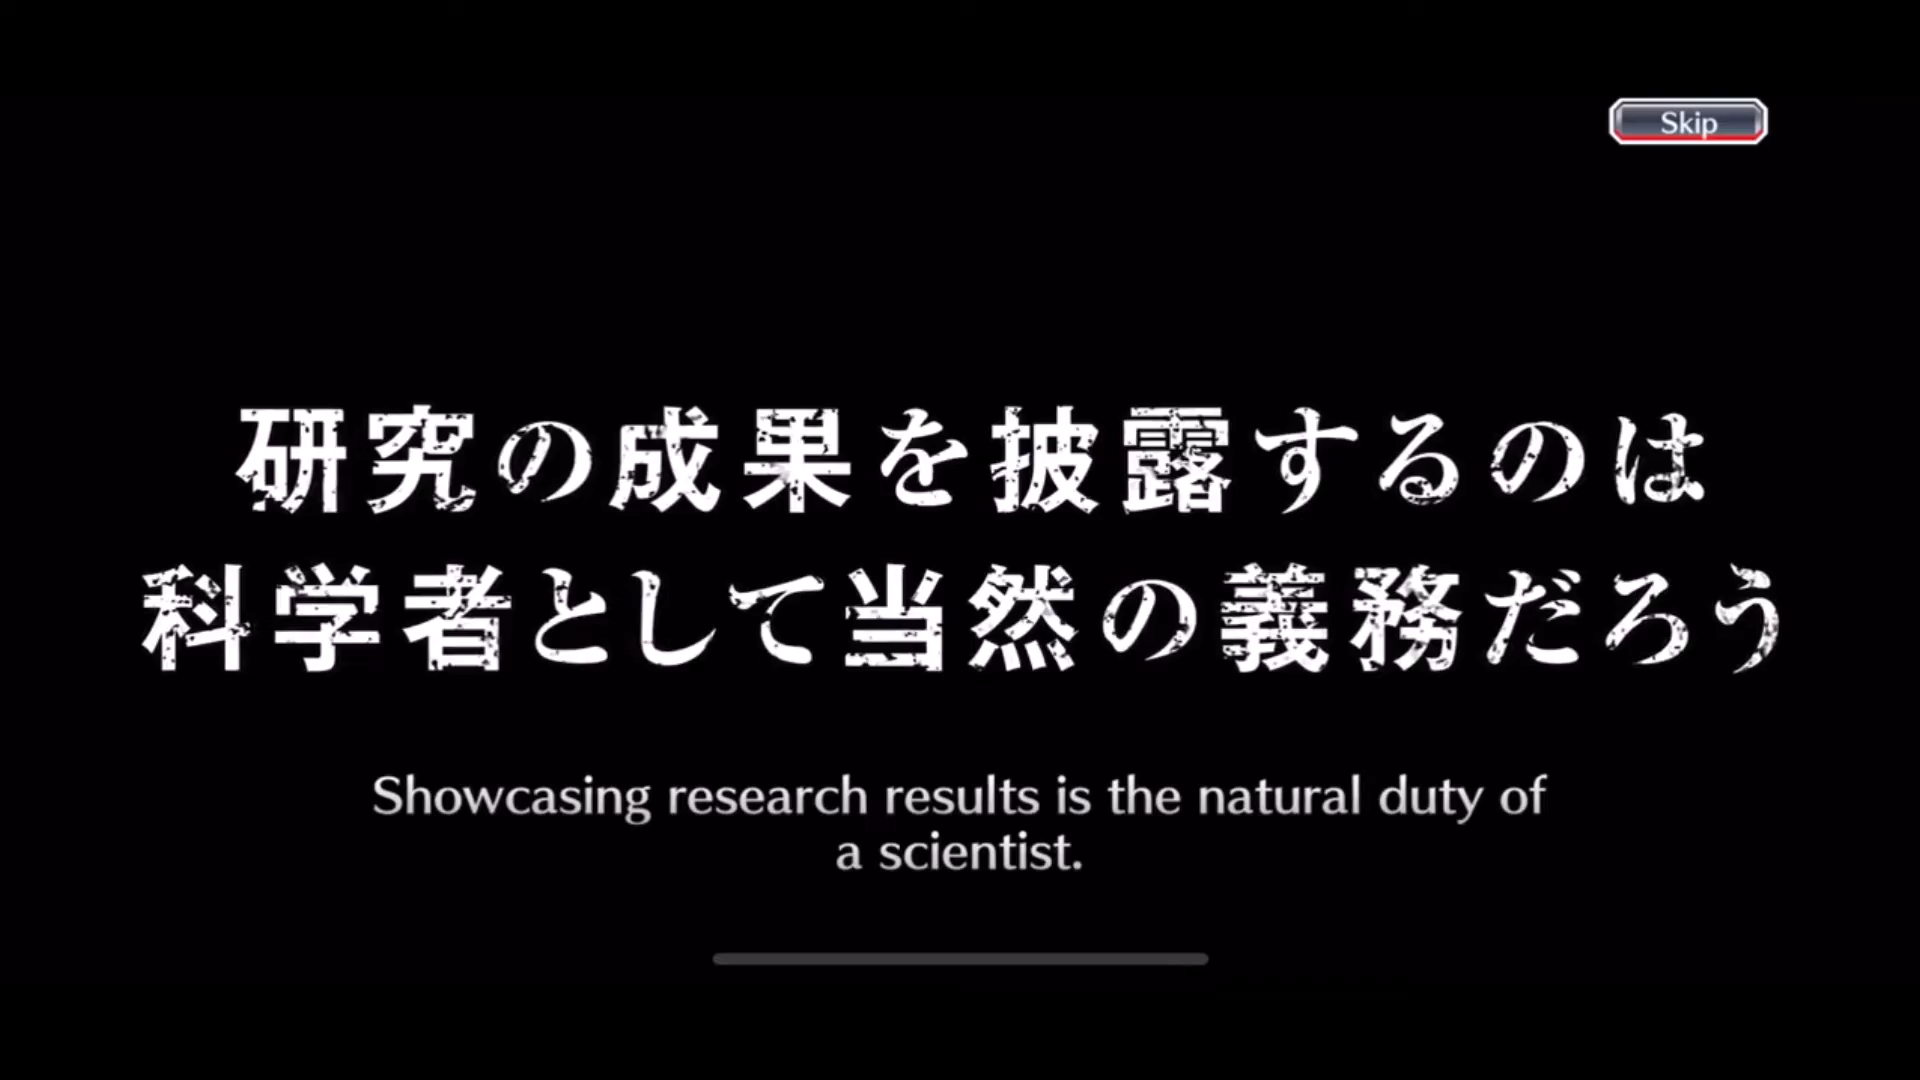 Skip
研究の成果を披露するのは
科学者として当然の義務だろう
Showcasing research results is the natural duty of
a scientist.